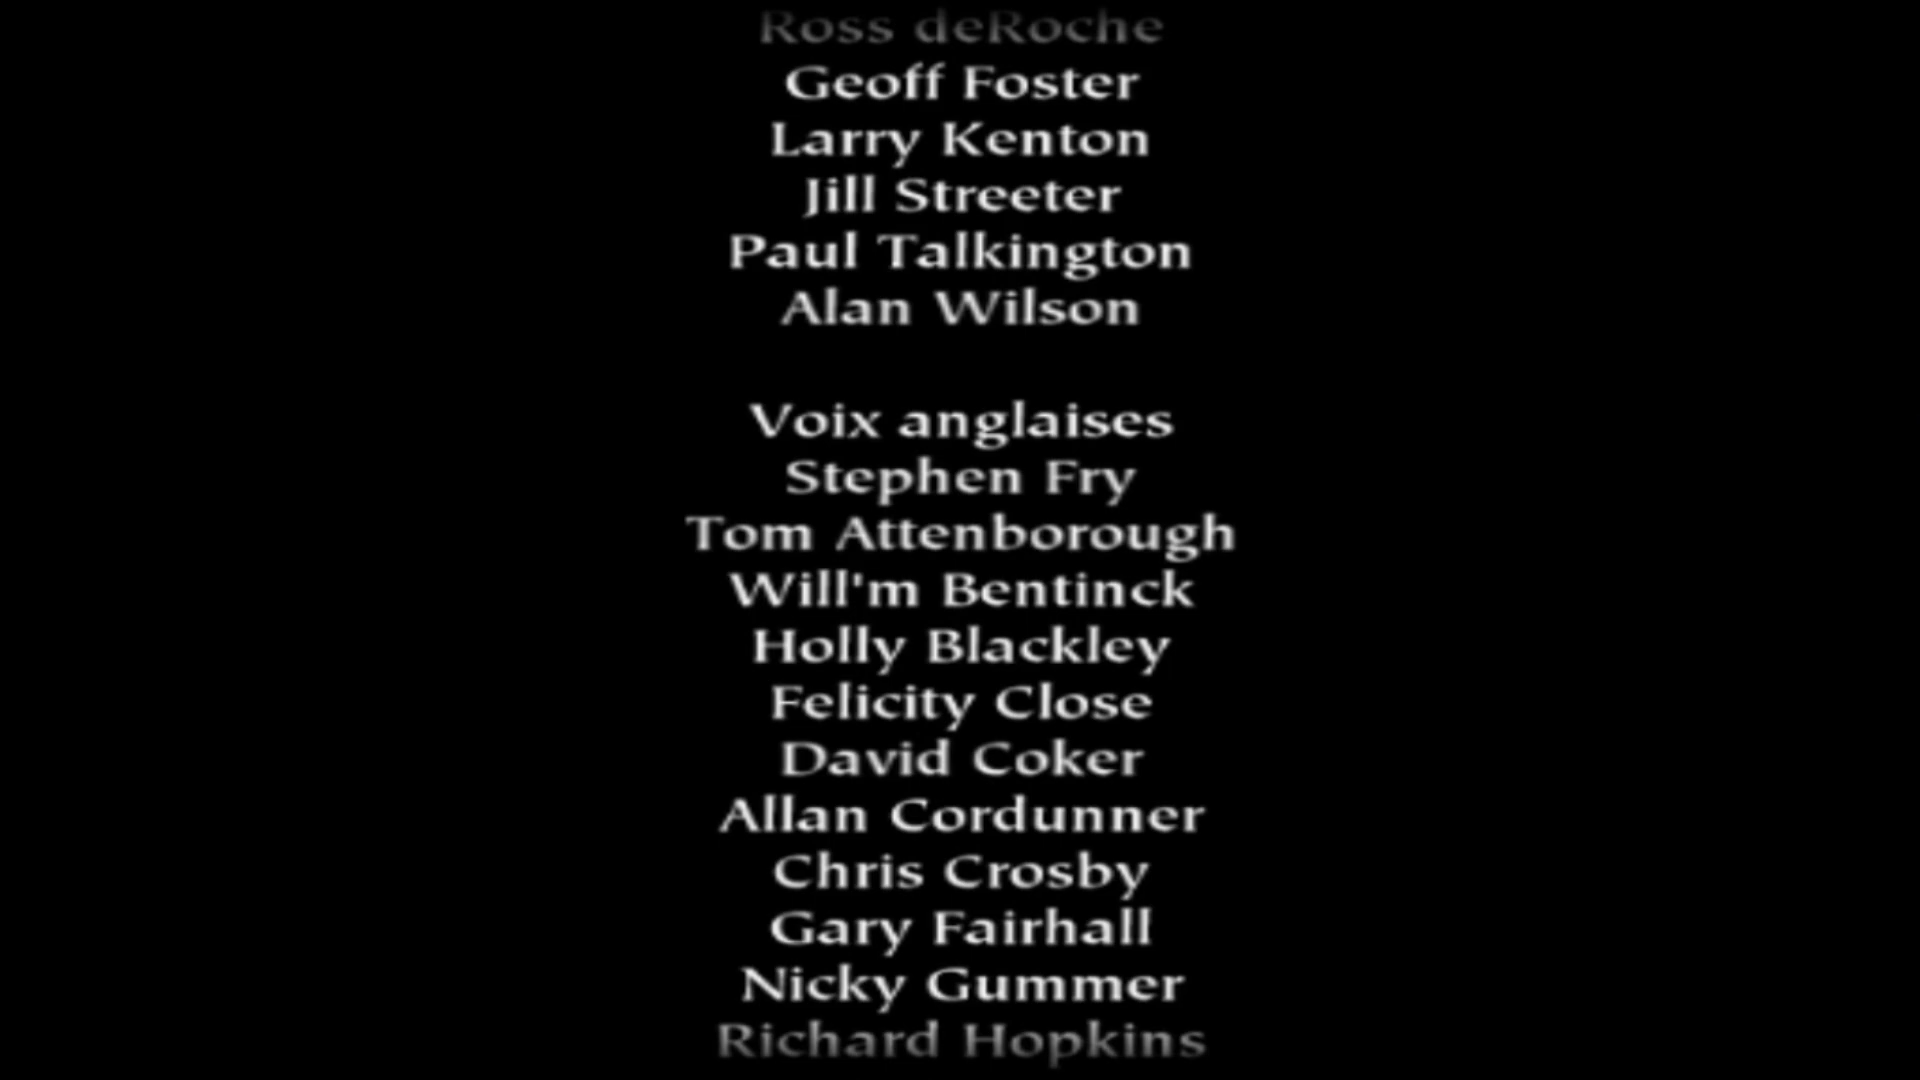 Ross deRoche
Geoff Foster
Larry Kenton
Jill Streeter
Paul Talkington
Alan Wilson
Voix anglaises
Stephen Fry
Tom Attenborough
Will'm Bentinck
Holly Blackley
Felicity Close
David Coker
Allan Cordunner
Chris Crosby
Gary Fairhall
Nicky Gummer
Richard Hopkins